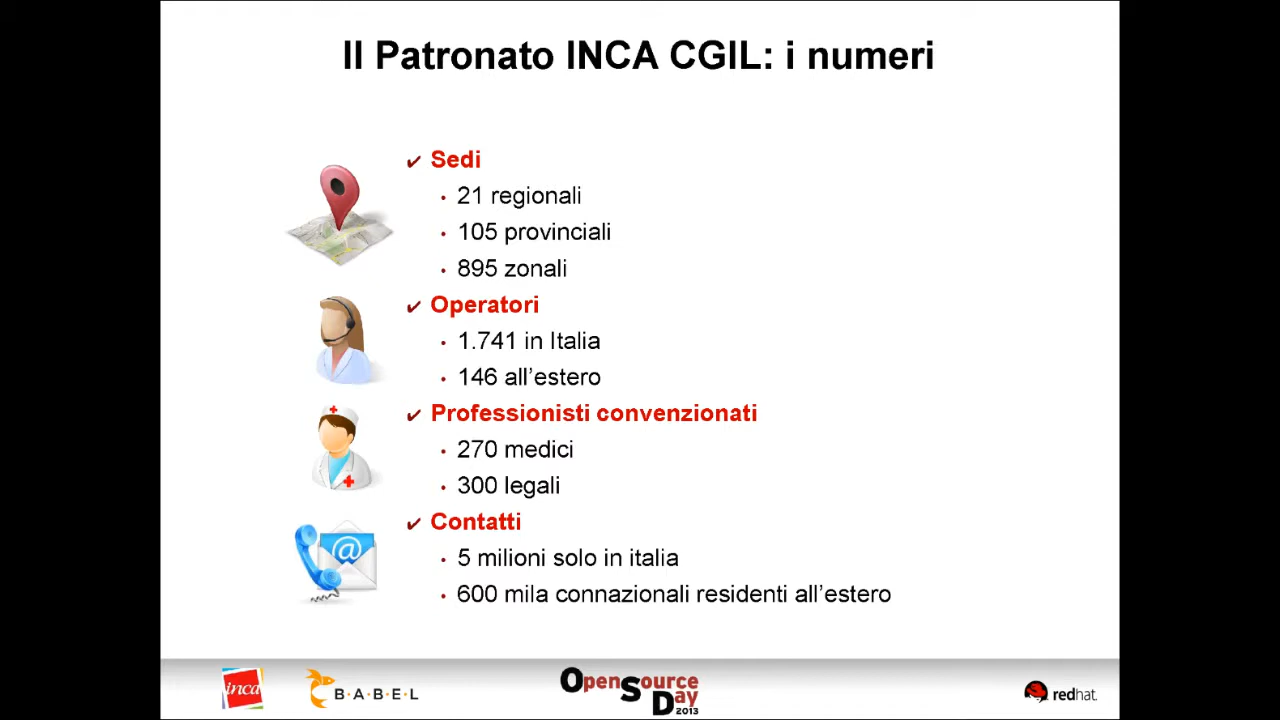 Il Patronato INCA CGIL: i numeri
✔ Sedi
• 21 regionali
• 105 provinciali
• 895 zonali
✔ Operatori
• 1.741 in Italia
• 146 all’estero
✔ Professionisti convenzionati
• 270 medici
• 300 legali
✔ Contatti
• 5 milioni solo in italia
• 600 mila connazionali residenti all’estero
@
inca
B·A·B·E·L
OpenSource
Day
2013
redhat.